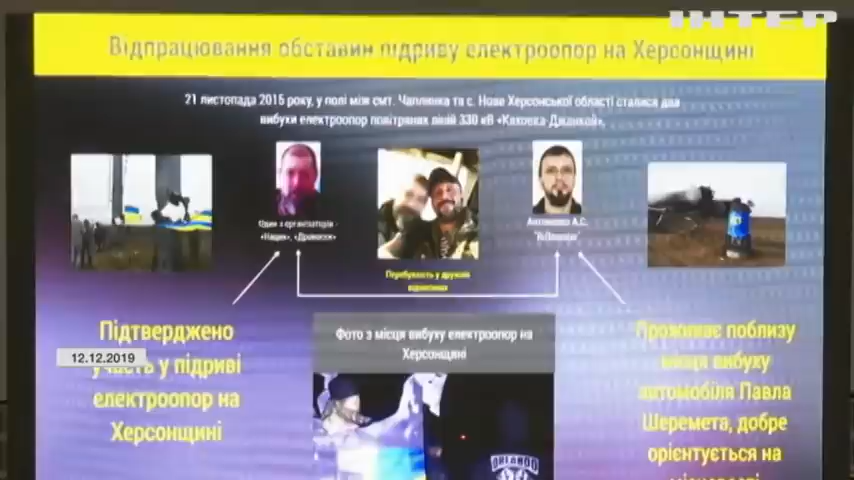 ІНТЕР
Відпрацювання обставин підриву електроопор на Херсонщині
21 листопада 2015 року, у полі між смт. Чаплинка та с. Нове Херсонської області сталися два
вибухи електроопор повітряних ліній 330 кВ «Каховка-Джанкой».
Один з організаторів -
Антоненко А.С.
Перебувають у дружніх
відносинах
Підтверджено
участь у підриві
електроопор на
Херсонщині
12.12.2019
Фото з місця вибуху електроопор на
Херсонщині
ORLANDO
Проживає поблизу
місця вибуху
автомобіля Павла
Шеремета, добре
орієнтується на
місцевості